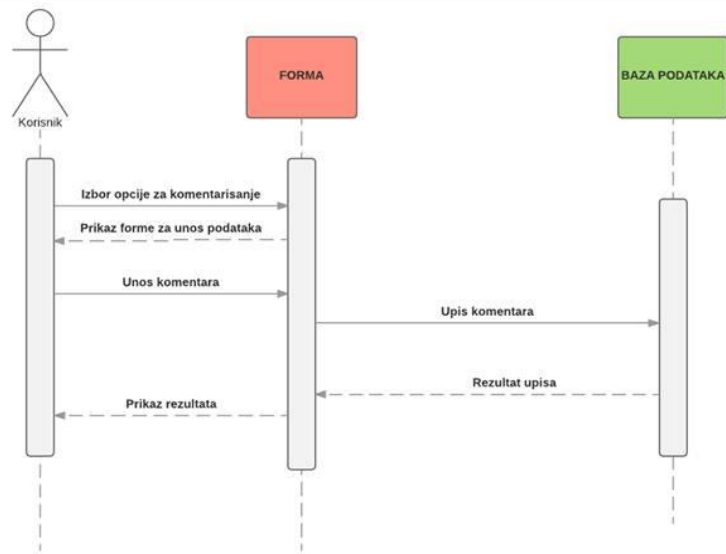 Korisnik
FORMA
BAZA PODATAKA
Izbor opcije za komentarisanje
Prikaz forme za unos podataka
Unos komentara
Upis komentara
Rezultat upisa
Prikaz rezultata